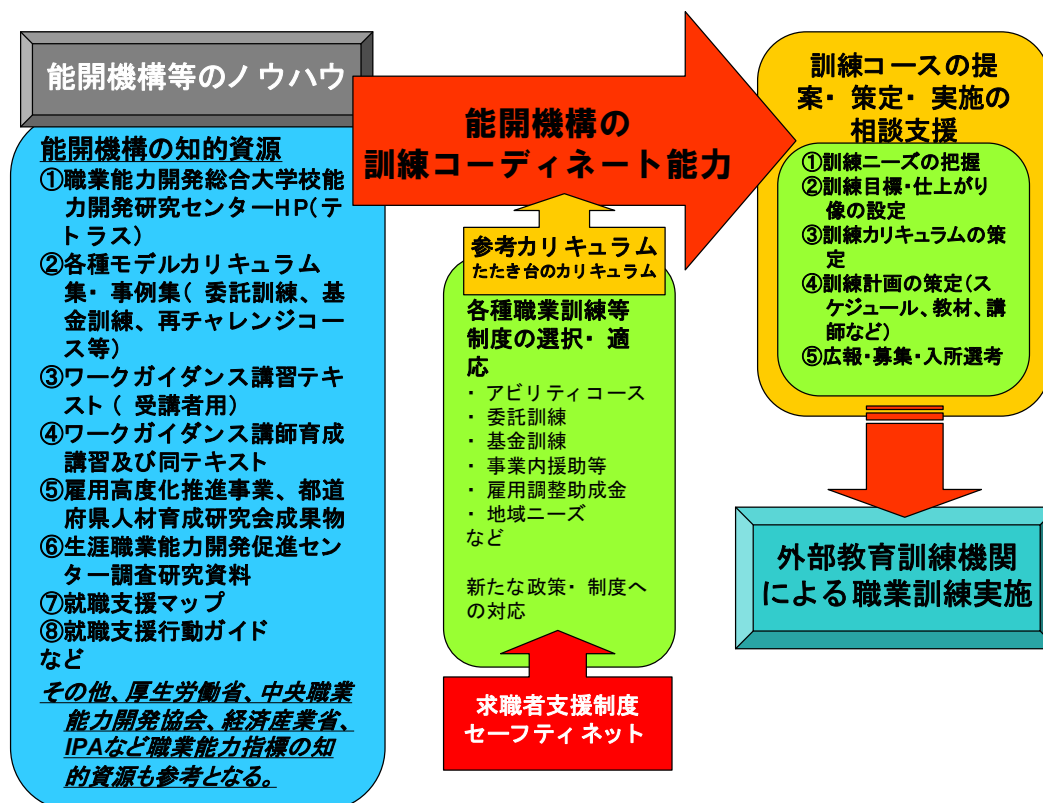 能開機構等のノウハウ
能開機構の知的資源
①職業能力開発総合大学校能
力開発研究センターHP(テ
トラス)
②各種モデルカリキュラム
集・事例集(委託訓練、基
金訓練、再チャレンジコー
ス等)
③ワークガイダンス講習テキ
スト(受講者用)
④ワークガイダンス講師育成
講習及び同テキスト
⑤雇用高度化推進事業、都道
府県人材育成研究会成果物
⑥生涯職業能力開発促進セン
ター調査研究資料
⑦就職支援マップ
⑧就職支援行動ガイド
など
その他、厚生労働省、中央職業
能力開発協会、経済産業省、
IPAなど職業能力指標の知
的資源も参考となる。
能開機構の
訓練コーディネート能力
参考カリキュラム
たたき台のカリキュラム
各種職業訓練等
制度の選択・適
応
・アビリティコース
・委託訓練
・基金訓練
・事業内援助等
・雇用調整助成金
・地域ニーズ
など
新たな政策・制度へ
の対応
求職者支援制度
セーフティネット
訓練コースの提
案・策定・実施の
相談支援
①訓練ニーズの把握
②訓練目標・仕上がり
像の設定
③訓練カリキュラムの策
定
④訓練計画の策定(ス
ケジュール、教材、講
師など)
⑤広報・募集・入所選考
外部教育訓練機関
による職業訓練実施